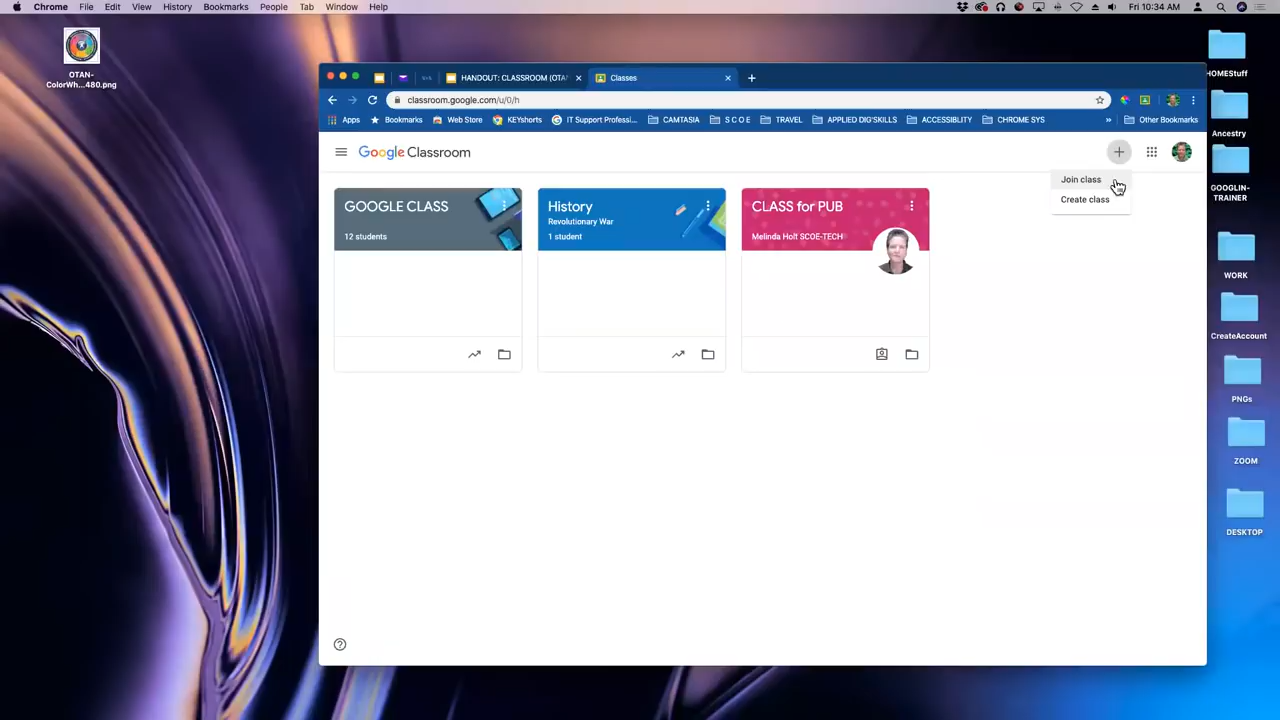 Chrome File Edit View History Bookmarks People Tab Window Help Fri 10:34 AM
OTAN-
ColorWh...480.png
HANDOUT: CLASSROOM (OTA Classes
classroom.google.com/u/0/h
Apps Bookmarks Web Store KEYshorts IT Support Professi... CAMTASIA S C O E TRAVEL APPLIED DIG'SKILLS ACCESSIBLITY CHROME SYS » Other Bookmarks
Google Classroom
Join class
Create class
GOOGLE CLASS
12 students
History
Revolutionary War
1 student
CLASS for PUB
Melinda Holt SCOE-TECH
HOMEStuff
Ancestry
GOOGLIN-
TRAINER
WORK
CreateAccount
PNGs
ZOOM
DESKTOP